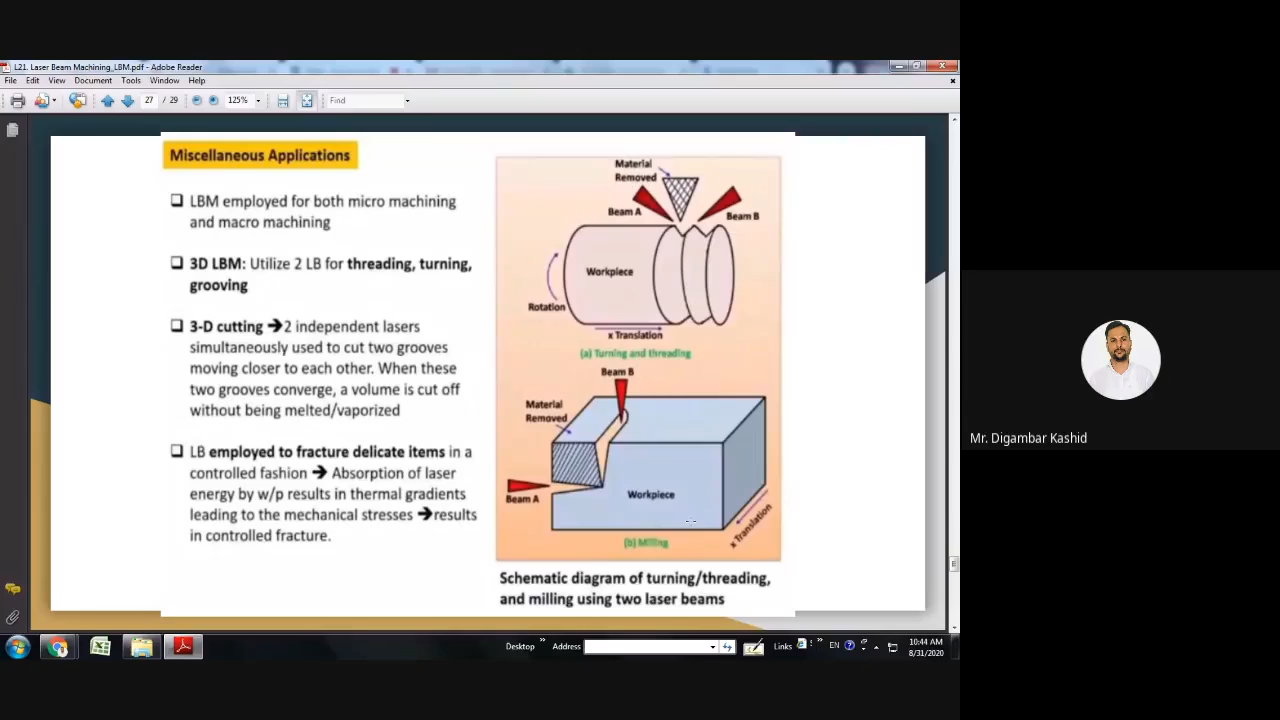 L21. Laser Beam Machining_LBM.pdf - Adobe Reader
File Edit View Document Tools Window Help
27 / 29 125% Find
Miscellaneous Applications
LBM employed for both micro machining
and macro machining
3D LBM: Utilize 2 LB for threading, turning,
grooving
3-D cutting ➔2 independent lasers
simultaneously used to cut two grooves
moving closer to each other. When these
two grooves converge, a volume is cut off
without being melted/vaporized
LB employed to fracture delicate items in a
controlled fashion ➔ Absorption of laser
energy by w/p results in thermal gradients
leading to the mechanical stresses ➔results
in controlled fracture.
Material
Removed
Beam A
Beam B
Workpiece
Rotation
x Translation
(a) Turning and threading
Beam B
Material
Removed
Beam A
Workpiece
x Translation
(b) Milling
Schematic diagram of turning/threading,
and milling using two laser beams
Mr. Digambar Kashid
Desktop » Address Links » EN 10:44 AM
8/31/2020